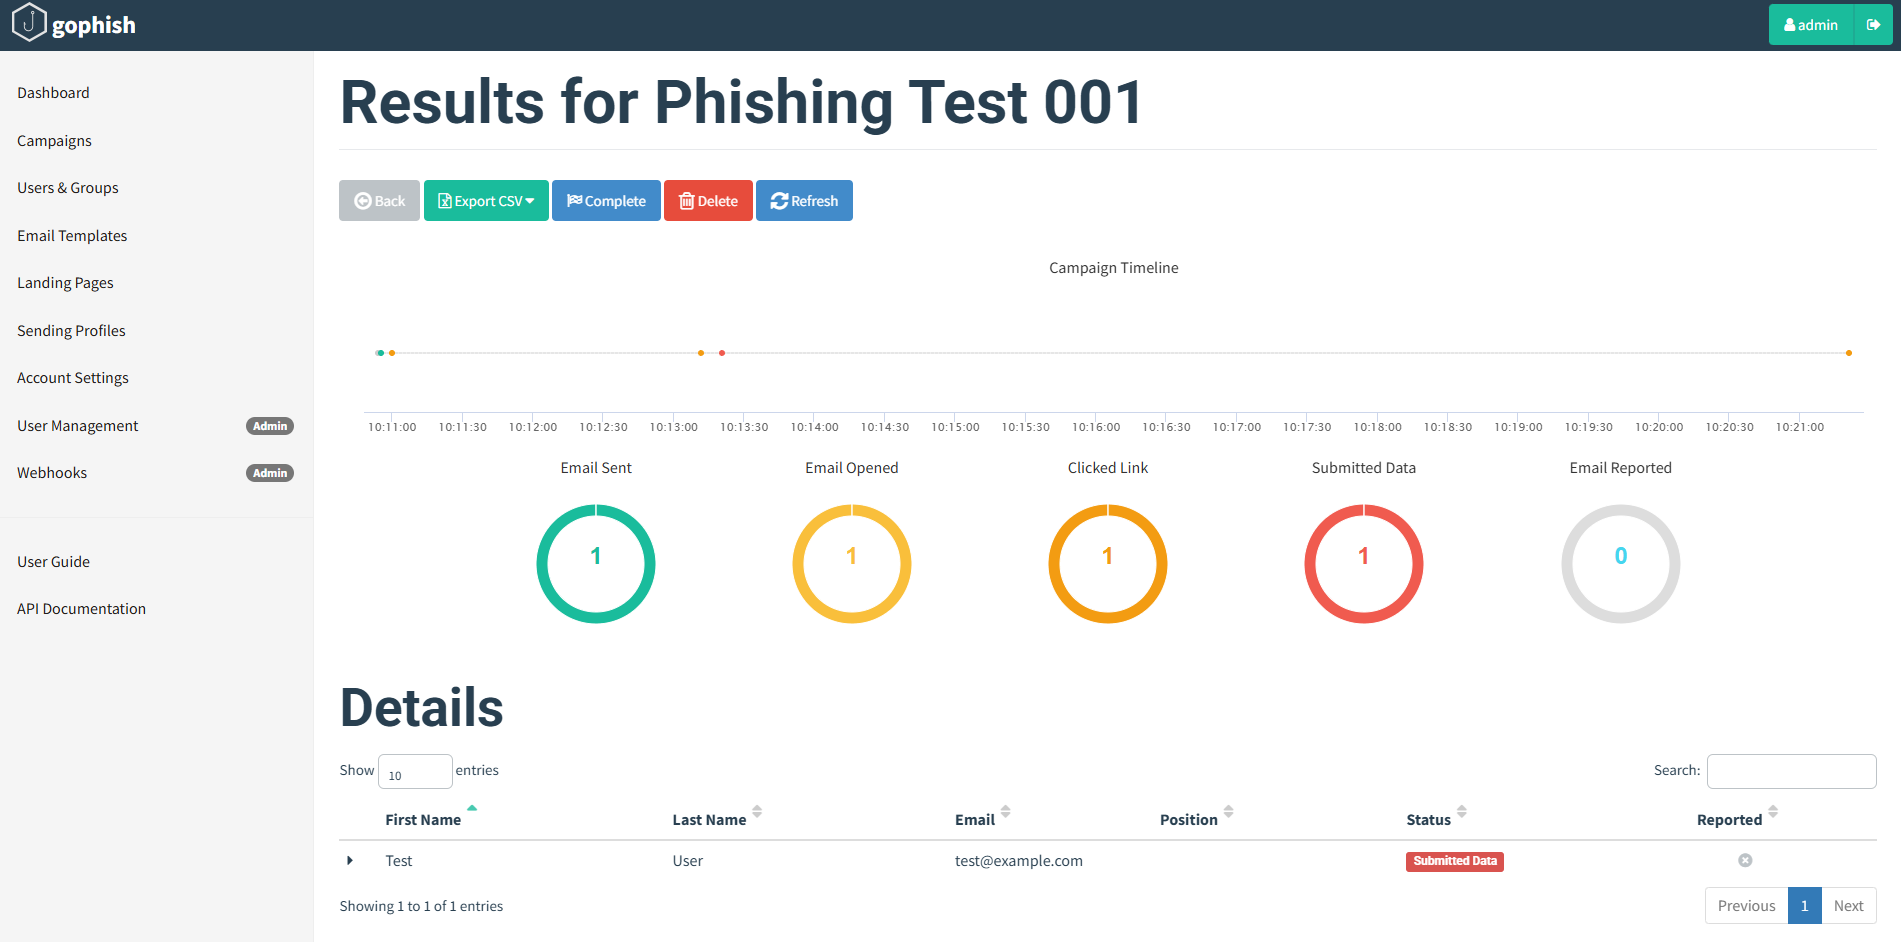 gophish
admin
Dashboard
Campaigns
Users & Groups
Email Templates
Landing Pages
Sending Profiles
Account Settings
User Management Admin
Webhooks Admin
User Guide
API Documentation
Results for Phishing Test 001
Back Export CSV Complete Delete Refresh
Campaign Timeline
10:11:00 10:11:30 10:12:00 10:12:30 10:13:00 10:13:30 10:14:00 10:14:30 10:15:00 10:15:30 10:16:00 10:16:30 10:17:00 10:17:30 10:18:00 10:18:30 10:19:00 10:19:30 10:20:00 10:20:30 10:21:00
Email Sent Email Opened Clicked Link Submitted Data Email Reported
1 1 1 1 0
Details
Show 10 entries Search:
First Name Last Name Email Position Status Reported
Test User test@example.com Submitted Data
Showing 1 to 1 of 1 entries Previous 1 Next